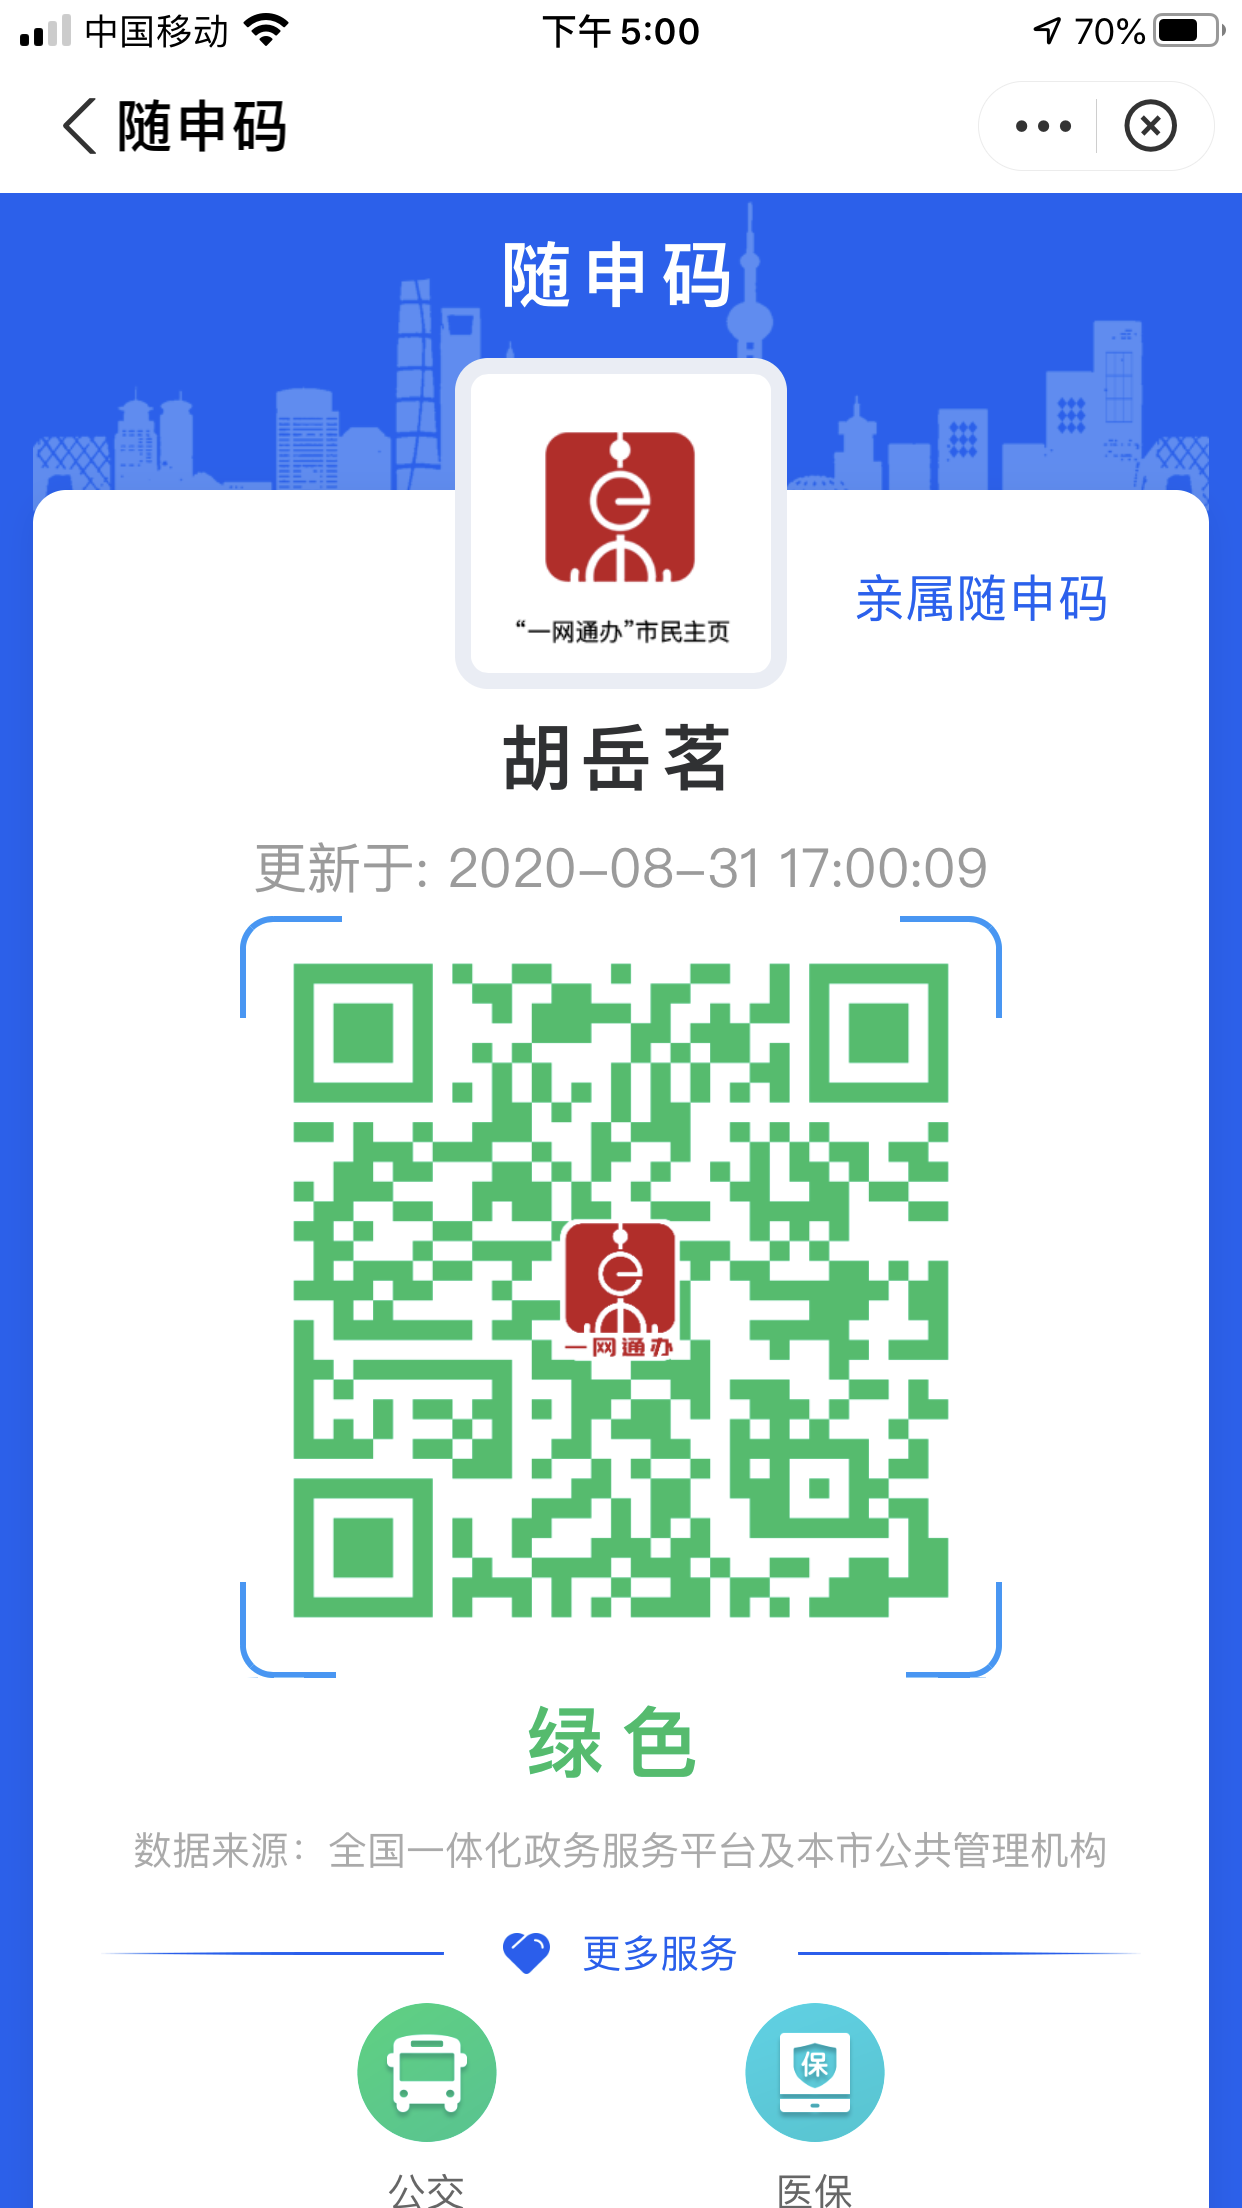 中国移动 下午 5:00 70%
随申码
随申码
“一网通办”市民主页
亲属随申码
胡岳茗
更新于: 2020-08-31 17:00:09
一网通办
绿色
数据来源：全国一体化政务服务平台及本市公共管理机构
更多服务
保
公交 医保